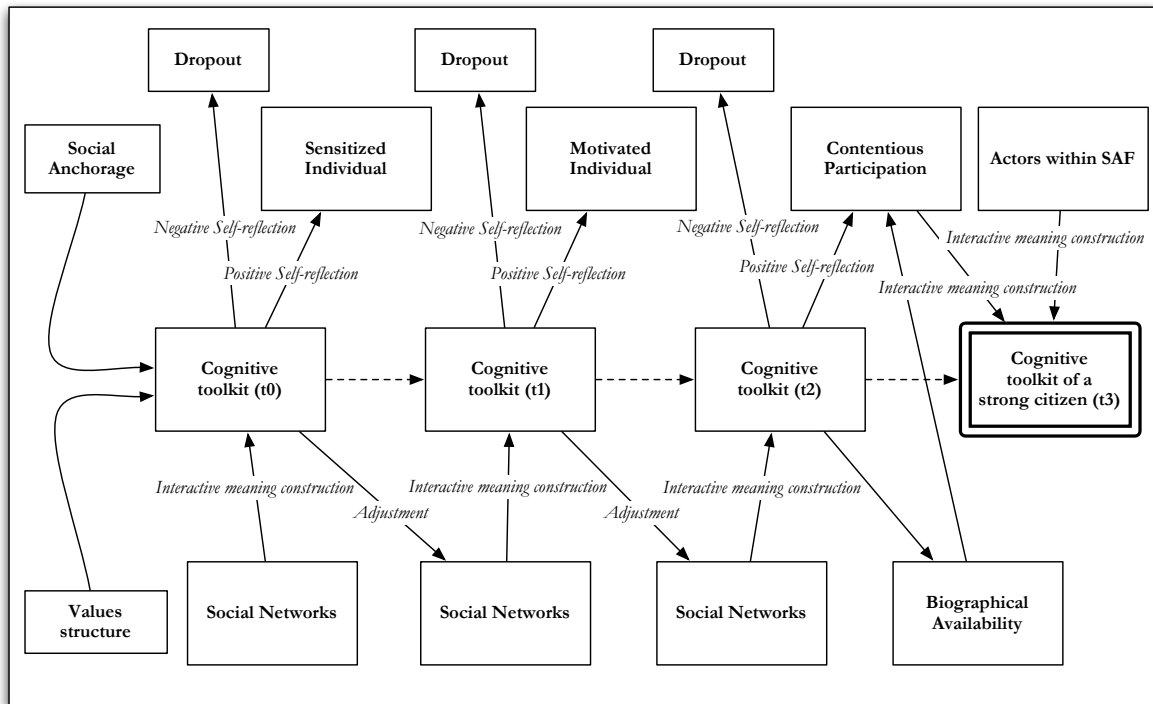 Dropout
Dropout
Dropout
Social
Anchorage
Sensitized
Individual
Motivated
Individual
Contentious
Participation
Actors within SAF
Negative Self-reflection
Negative Self-reflection
Negative Self-reflection
Interactive meaning construction
Positive Self-reflection
Positive Self-reflection
Positive Self-reflection
Interactive meaning construction
Cognitive
toolkit (t0)
Cognitive
toolkit (t1)
Cognitive
toolkit (t2)
Cognitive
toolkit of a
strong citizen (t3)
Interactive meaning construction
Interactive meaning construction
Interactive meaning construction
Adjustment
Adjustment
Values
structure
Social Networks
Social Networks
Social Networks
Biographical
Availability